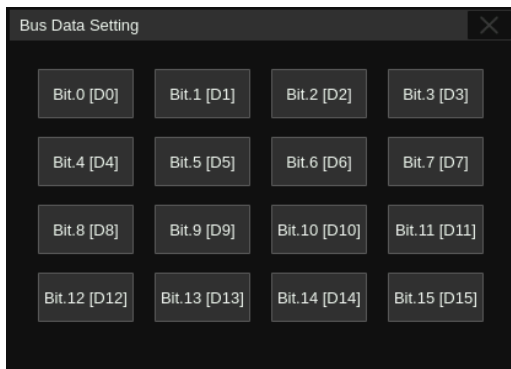 Bus Data Setting
Bit.0 [D0] Bit.1 [D1] Bit.2 [D2] Bit.3 [D3]
Bit.4 [D4] Bit.5 [D5] Bit.6 [D6] Bit.7 [D7]
Bit.8 [D8] Bit.9 [D9] Bit.10 [D10] Bit.11 [D11]
Bit.12 [D12] Bit.13 [D13] Bit.14 [D14] Bit.15 [D15]